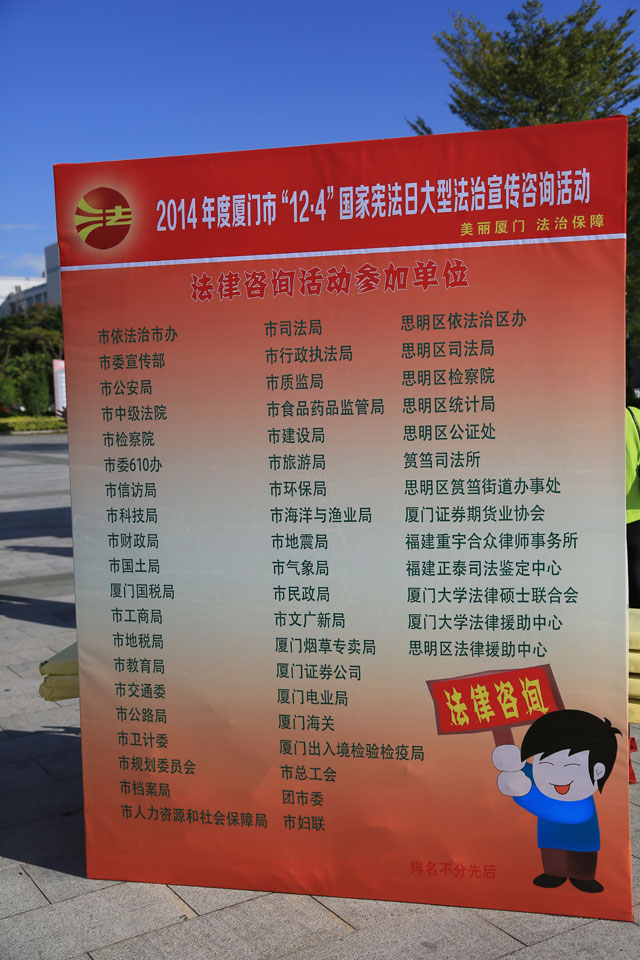 法
2014年度厦门市“12·4”国家宪法日大型法治宣传咨询活动
美丽厦门 法治保障
法律咨询活动参加单位
市依法治市办
市委宣传部
市公安局
市中级法院
市检察院
市委610办
市信访局
市科技局
市财政局
市国土局
厦门国税局
市工商局
市地税局
市教育局
市交通委
市公路局
市卫计委
市规划委员会
市档案局
市人力资源和社会保障局
市司法局
市行政执法局
市质监局
市食品药品监管局
市建设局
市旅游局
市环保局
市海洋与渔业局
市地震局
市气象局
市民政局
市文广新局
厦门烟草专卖局
厦门证券公司
厦门电业局
厦门海关
厦门出入境检验检疫局
市总工会
团市委
市妇联
思明区依法治区办
思明区司法局
思明区检察院
思明区统计局
思明区公证处
筼筜司法所
思明区筼筜街道办事处
厦门证券期货业协会
福建重宇合众律师事务所
福建正泰司法鉴定中心
厦门大学法律硕士联合会
厦门大学法律援助中心
思明区法律援助中心
法律咨询
排名不分先后